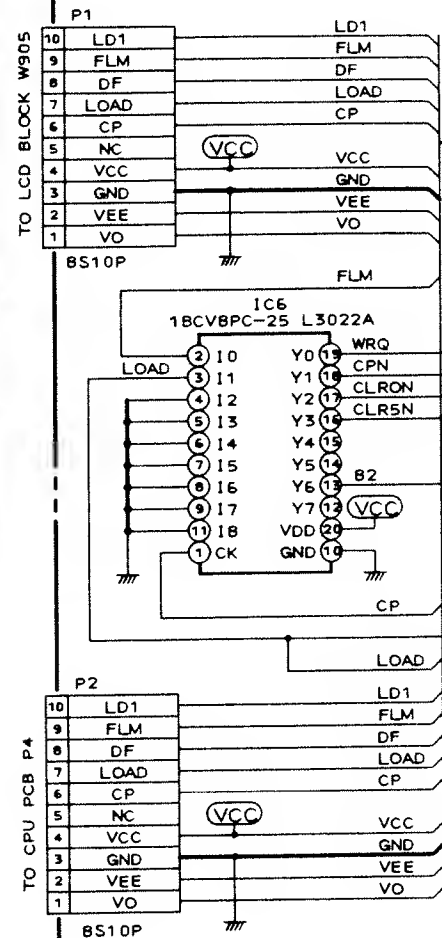 P1
TO LCD BLOCK W905
10 LD1 LD1
9 FLM FLM
8 DF DF
7 LOAD LOAD
6 CP CP
5 NC VCC
4 VCC VCC
3 GND GND
2 VEE VEE
1 VO VO
BS10P
FLM
IC6
18CV8PC-25 L3022A
2 I0 Y0 19 WRQ
LOAD 3 I1 Y1 18 CPN
4 I2 Y2 17 CLRON
5 I3 Y3 16 CLR5N
6 I4 Y4 15
7 I5 Y5 14
8 I6 Y6 13 B2
9 I7 Y7 12 VCC
11 I8 VDD 20
1 CK GND 10
CP
LOAD
P2
TO CPU PCB P4
10 LD1 LD1
9 FLM FLM
8 DF DF
7 LOAD LOAD
6 CP CP
5 NC VCC
4 VCC VCC
3 GND GND
2 VEE VEE
1 VO VO
BS10P